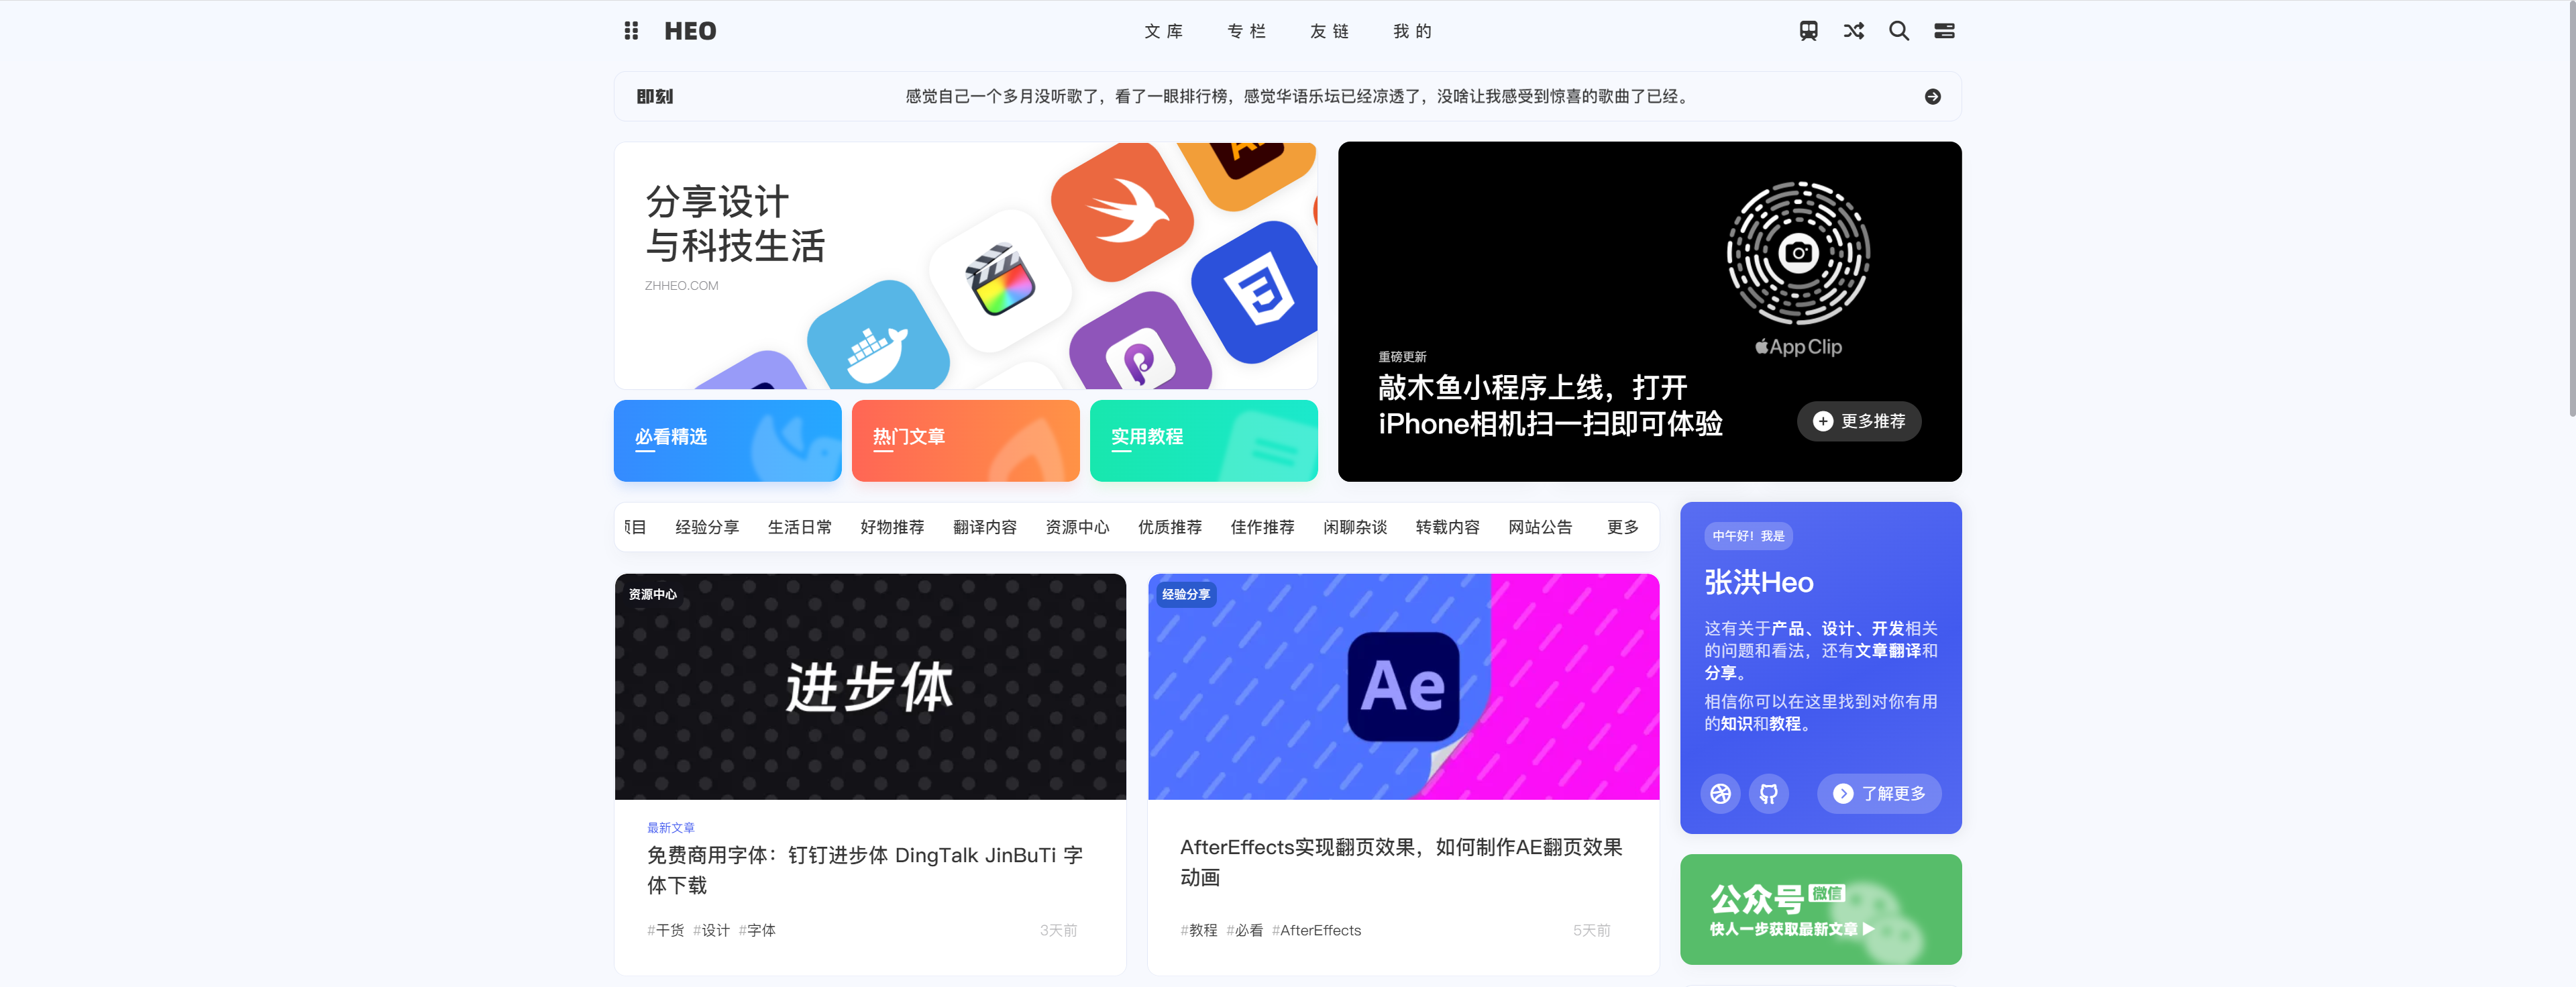 HEO
文库
专栏
友链
我的
即刻
感觉自己一个多月没听歌了，看了一眼排行榜，感觉华语乐坛已经凉透了，没啥让我感受到惊喜的歌曲了已经。
分享设计
与科技生活
ZHHEO.COM
App Clip
重磅更新
敲木鱼小程序上线，打开
iPhone相机扫一扫即可体验
更多推荐
必看精选
热门文章
实用教程
目
经验分享
生活日常
好物推荐
翻译内容
资源中心
优质推荐
佳作推荐
闲聊杂谈
转载内容
网站公告
更多
资源中心
进步体
最新文章
免费商用字体：钉钉进步体 DingTalk JinBuTi 字
体下载
#干货 #设计 #字体
3天前
经验分享
Ae
AfterEffects实现翻页效果，如何制作AE翻页效果
动画
#教程 #必看 #AfterEffects
5天前
中午好！我是
张洪Heo
这有关于产品、设计、开发相关
的问题和看法，还有文章翻译和
分享。
相信你可以在这里找到对你有用
的知识和教程。
了解更多
公众号 微信
快人一步获取最新文章